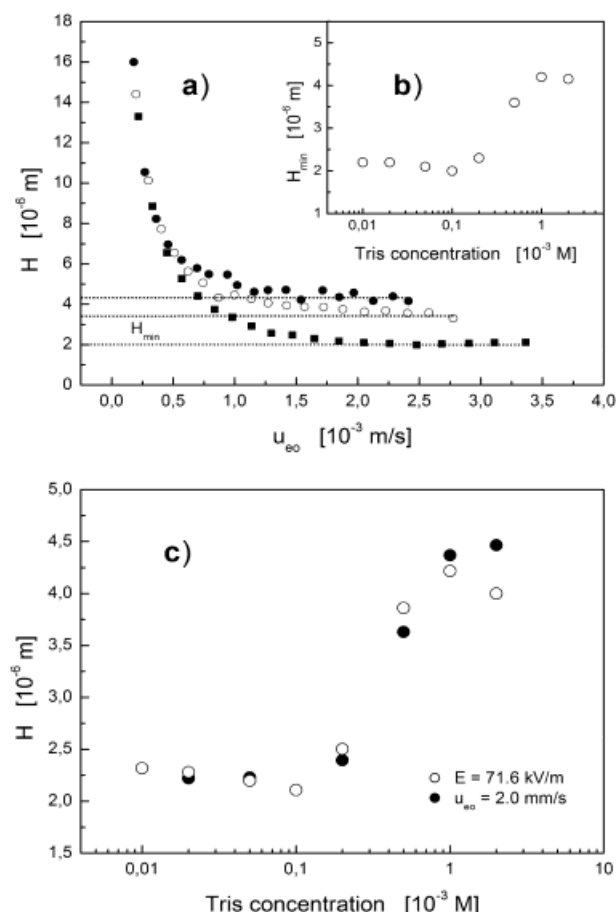 a)
H [10⁻⁶ m]
18
16
14
12
10
8
6
4
2
0
H_min
0,0 0,5 1,0 1,5 2,0 2,5 3,0 3,5 4,0
u_eo [10⁻³ m/s]
b)
H_min [10⁻⁶ m]
5
4
3
2
1
0,01 0,1 1
Tris concentration [10⁻³ M]
c)
H [10⁻⁶ m]
5,0
4,5
4,0
3,5
3,0
2,5
2,0
1,5
E = 71.6 kV/m
u_eo = 2.0 mm/s
0,01 0,1 1 10
Tris concentration [10⁻³ M]